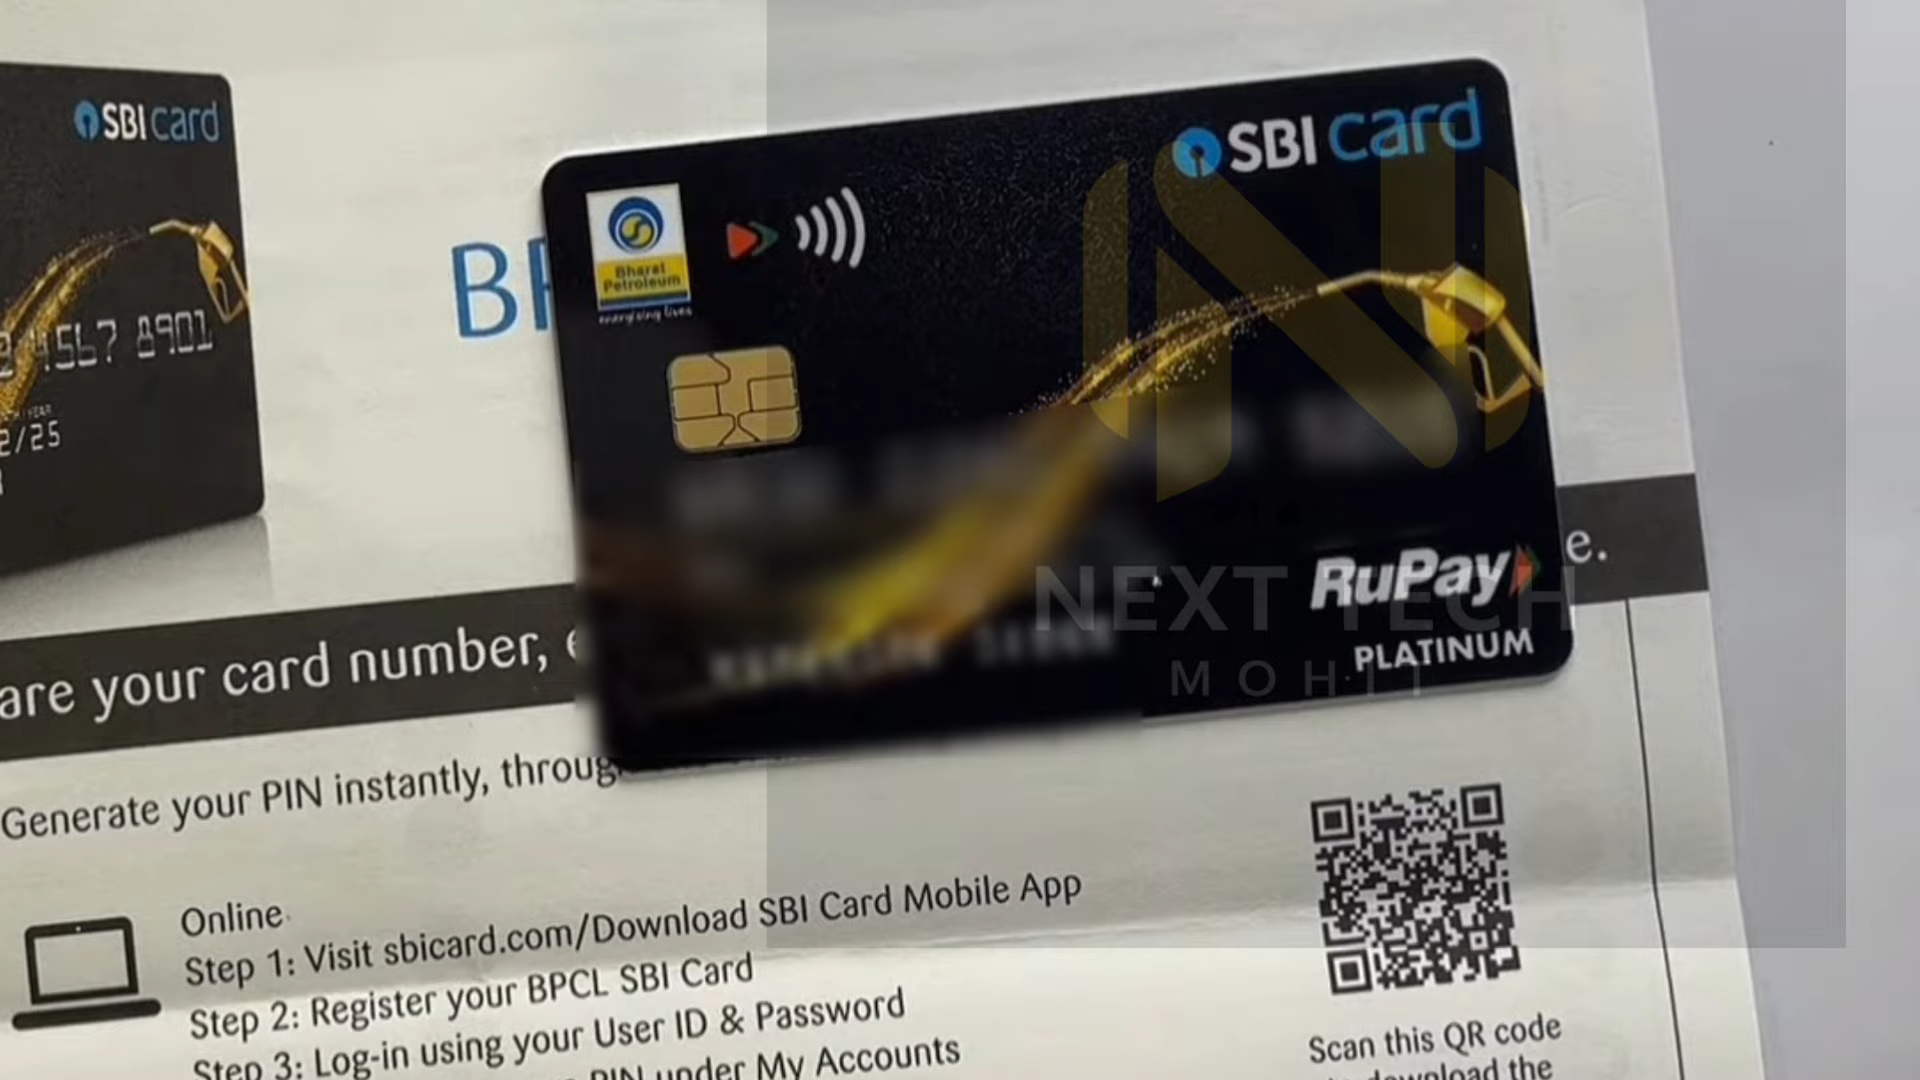 SBI card
4567 8901
2/25
SBI card
Bharat
Petroleum
energising lives
RuPay
PLATINUM
NEXT TECH
MOHIT
are your card number,
e.
Generate your PIN instantly, throug
Online
Step 1: Visit sbicard.com/Download SBI Card Mobile App
Step 2: Register your BPCL SBI Card
Step 3: Log-in using your User ID & Password
PIN under My Accounts
Scan this QR code
download the